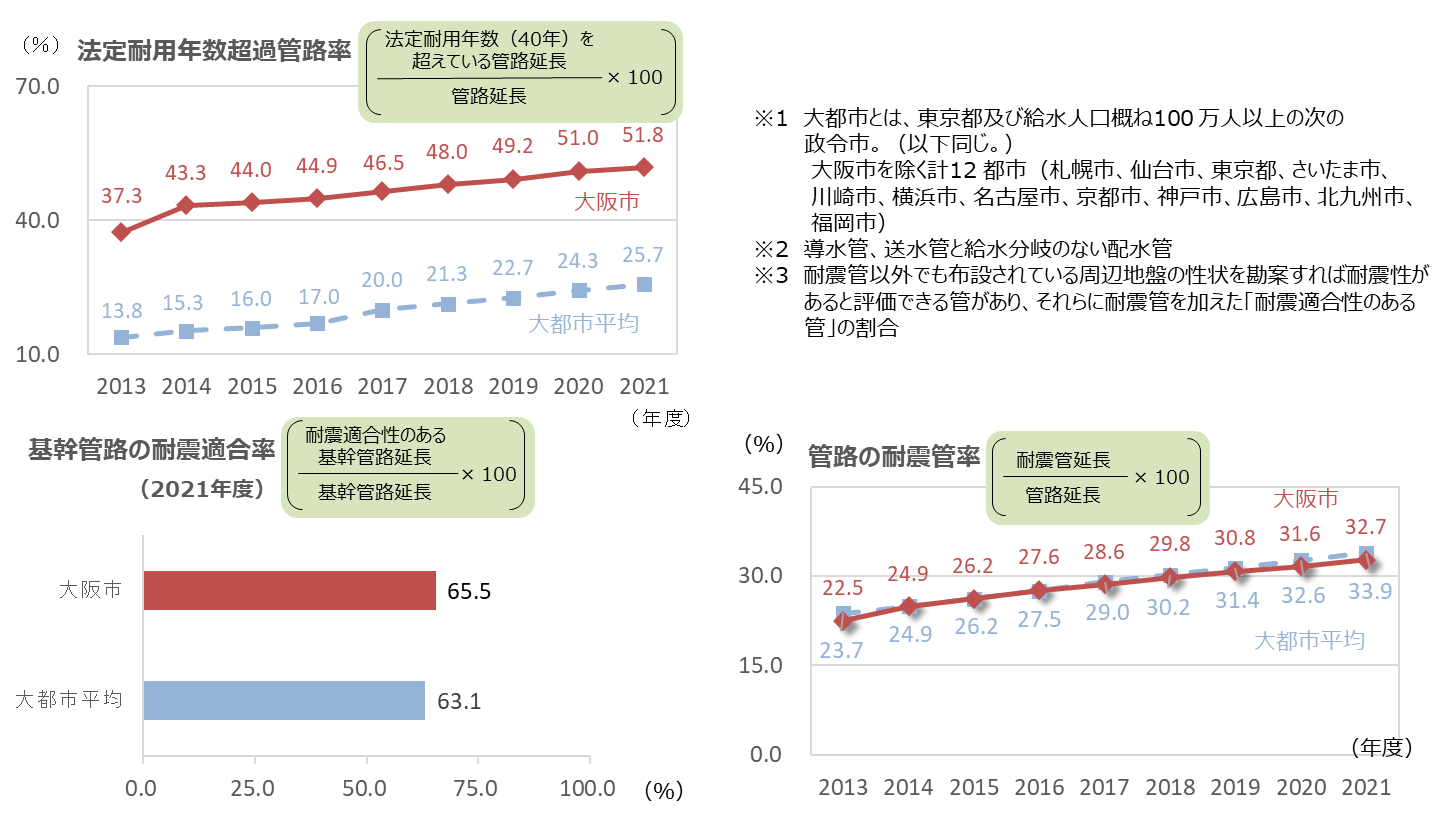 （%）
法定耐用年数超過管路率
法定耐用年数（40年）を
超えている管路延長
管路延長
× 100
70.0
40.0
10.0
37.3 43.3 44.0 44.9 46.5 48.0 49.2 51.0 51.8
大阪市
13.8 15.3 16.0 17.0 20.0 21.3 22.7 24.3 25.7
大都市平均
2013 2014 2015 2016 2017 2018 2019 2020 2021
（年度）
※1 大都市とは、東京都及び給水人口概ね100 万人以上の次の
政令市。（以下同じ。）
大阪市を除く計12 都市（札幌市、仙台市、東京都、さいたま市、
川崎市、横浜市、名古屋市、京都市、神戸市、広島市、北九州市、
福岡市）
※2 導水管、送水管と給水分岐のない配水管
※3 耐震管以外でも布設されている周辺地盤の性状を勘案すれば耐震性が
あると評価できる管があり、それらに耐震管を加えた「耐震適合性のある
管」の割合
基幹管路の耐震適合率
（2021年度）
耐震適合性のある
基幹管路延長
基幹管路延長
× 100
大阪市 65.5
大都市平均 63.1
0.0 25.0 50.0 75.0 100.0 （%）
（%）
管路の耐震管率
耐震管延長
管路延長
× 100
45.0
30.0
15.0
0.0
大阪市
22.5 24.9 26.2 27.6 28.6 29.8 30.8 31.6 32.7
23.7 24.9 26.2 27.5 29.0 30.2 31.4 32.6 33.9
大都市平均
（年度）
2013 2014 2015 2016 2017 2018 2019 2020 2021